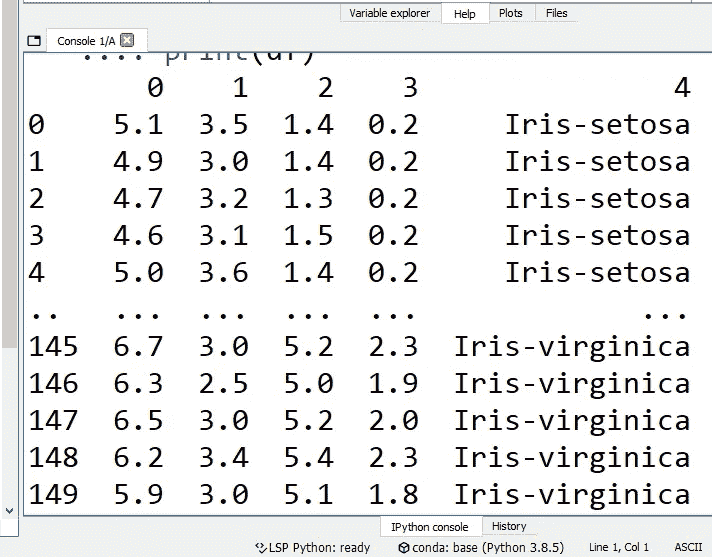 Variable explorer Help Plots Files
Console 1/A
....: print(df)
0 1 2 3 4
0 5.1 3.5 1.4 0.2 Iris-setosa
1 4.9 3.0 1.4 0.2 Iris-setosa
2 4.7 3.2 1.3 0.2 Iris-setosa
3 4.6 3.1 1.5 0.2 Iris-setosa
4 5.0 3.6 1.4 0.2 Iris-setosa
.. ... ... ... ... ...
145 6.7 3.0 5.2 2.3 Iris-virginica
146 6.3 2.5 5.0 1.9 Iris-virginica
147 6.5 3.0 5.2 2.0 Iris-virginica
148 6.2 3.4 5.4 2.3 Iris-virginica
149 5.9 3.0 5.1 1.8 Iris-virginica
IPython console History
LSP Python: ready conda: base (Python 3.8.5) Line 1, Col 1 ASCII